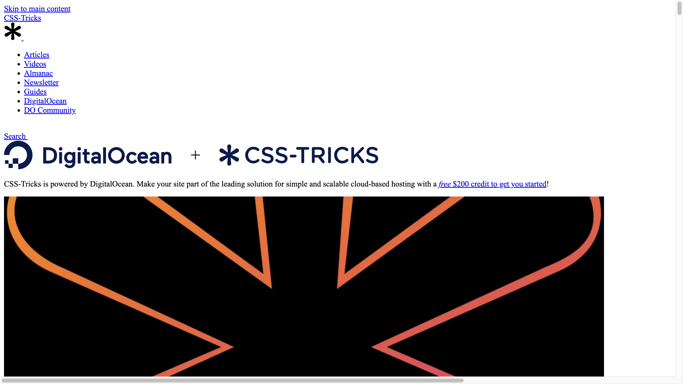 Skip to main content
CSS-Tricks
Articles
Videos
Almanac
Newsletter
Guides
DigitalOcean
DO Community
Search
DigitalOcean + CSS-TRICKS
CSS-Tricks is powered by DigitalOcean. Make your site part of the leading solution for simple and scalable cloud-based hosting with a free $200 credit to get you started!